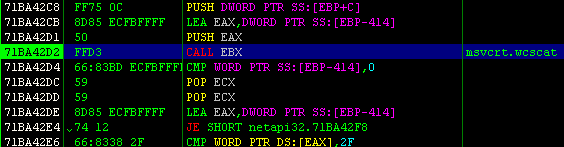 71BA42C8 FF75 0C PUSH DWORD PTR SS:[EBP+C]
71BA42CB 8D85 ECFBFFFF LEA EAX,DWORD PTR SS:[EBP-414]
71BA42D1 50 PUSH EAX
71BA42D2 FFD3 CALL EBX msvcrt.wcscat
71BA42D4 66:83BD ECFBFFFF CMP WORD PTR SS:[EBP-414],0
71BA42DC 59 POP ECX
71BA42DD 59 POP ECX
71BA42DE 8D85 ECFBFFFF LEA EAX,DWORD PTR SS:[EBP-414]
71BA42E4 74 12 JE SHORT netapi32.71BA42F8
71BA42E6 66:8338 2F CMP WORD PTR DS:[EAX],2F